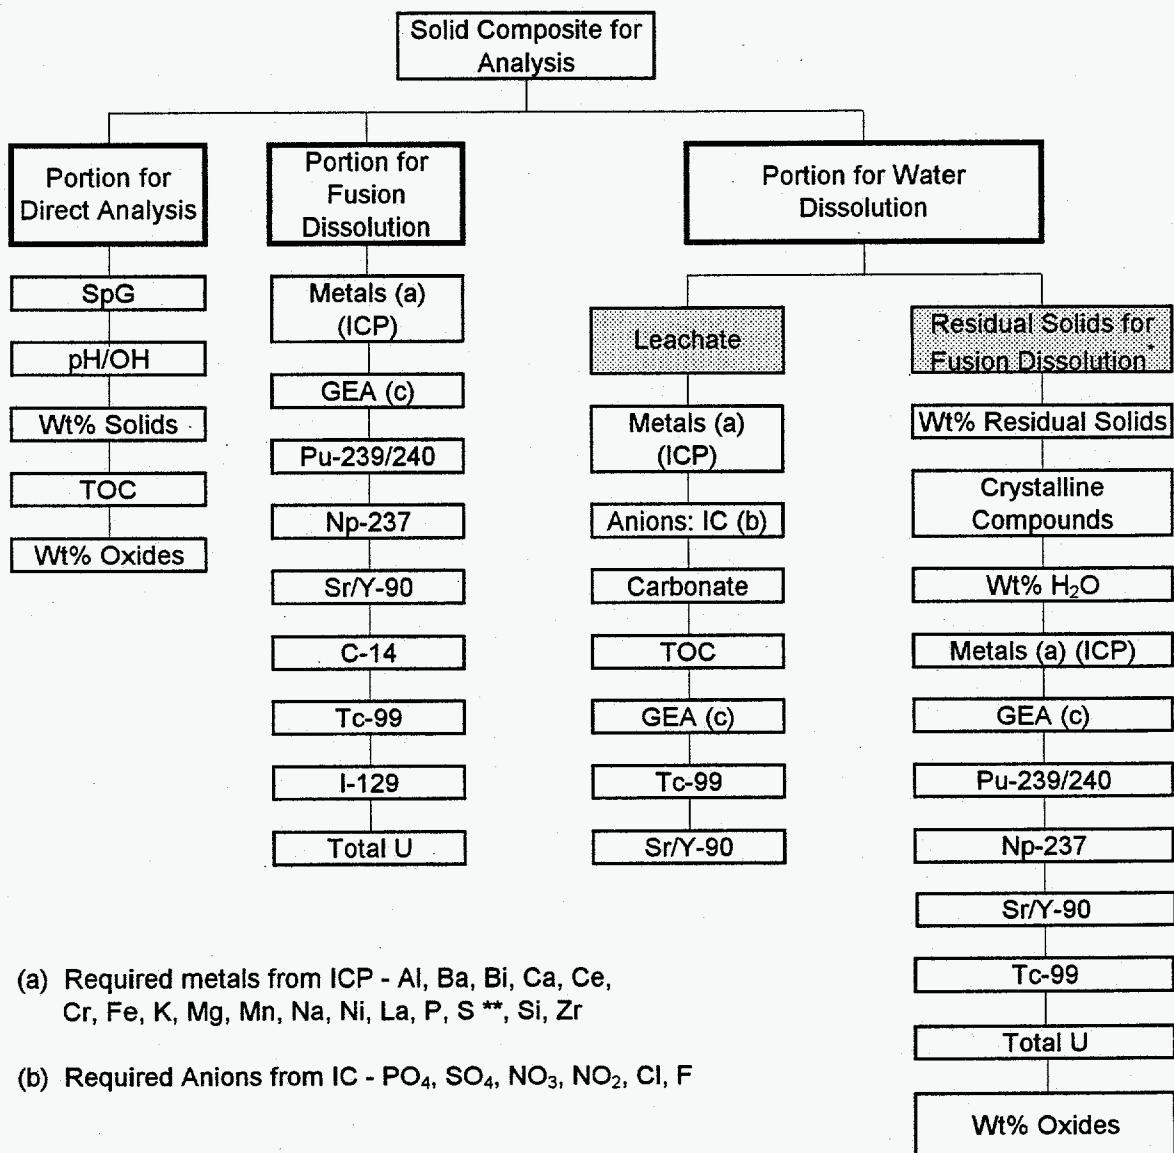 Solid Composite for
Analysis
Portion for
Direct Analysis
SpG
pH/OH
Wt% Solids
TOC
Wt% Oxides
Portion for
Fusion
Dissolution
Metals (a)
(ICP)
GEA (c)
Pu-239/240
Np-237
Sr/Y-90
C-14
Tc-99
I-129
Total U
Portion for Water
Dissolution
Leachate
Metals (a)
(ICP)
Anions: IC (b)
Carbonate
TOC
GEA (c)
Tc-99
Sr/Y-90
Residual Solids for
Fusion Dissolution*
Wt% Residual Solids
Crystalline
Compounds
Wt% H₂O
Metals (a) (ICP)
GEA (c)
Pu-239/240
Np-237
Sr/Y-90
Tc-99
Total U
Wt% Oxides
(a) Required metals from ICP - Al, Ba, Bi, Ca, Ce,
Cr, Fe, K, Mg, Mn, Na, Ni, La, P, S **, Si, Zr
(b) Required Anions from IC - PO₄, SO₄, NO₃, NO₂, Cl, F